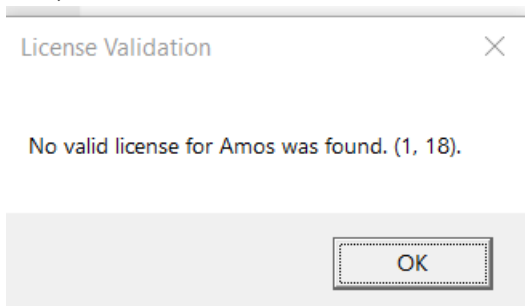 License Validation
No valid license for Amos was found. (1, 18).
OK